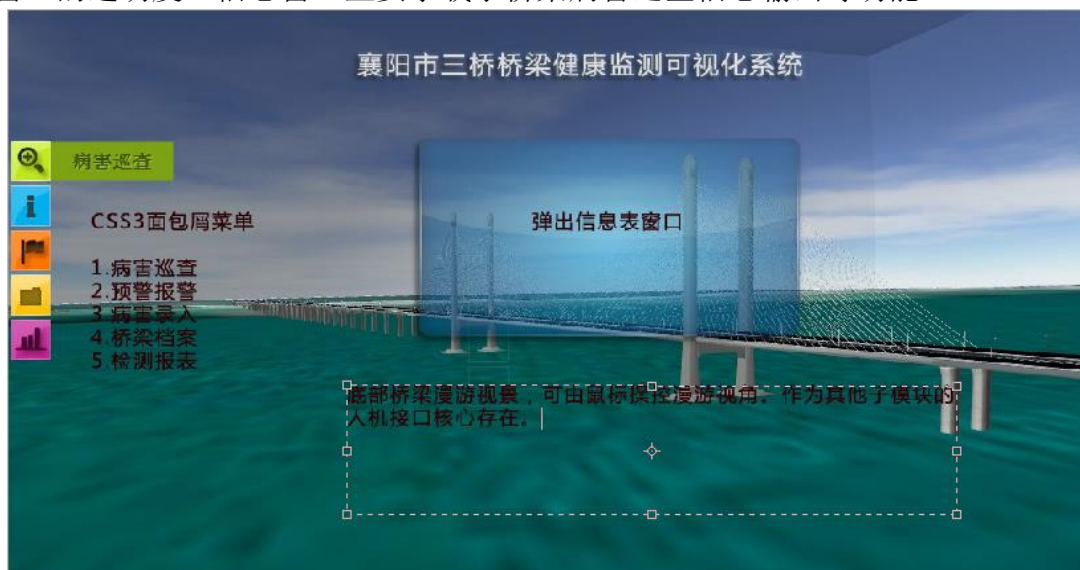 襄阳市三桥桥梁健康监测可视化系统
病害巡查
CSS3面包屑菜单
弹出信息表窗口
1.病害巡查
2.预警报警
3.病害录入
4.桥梁档案
5.检测报表
底部桥梁漫游视景，可由鼠标操控漫游视角。作为其他子模块的
人机接口核心存在。